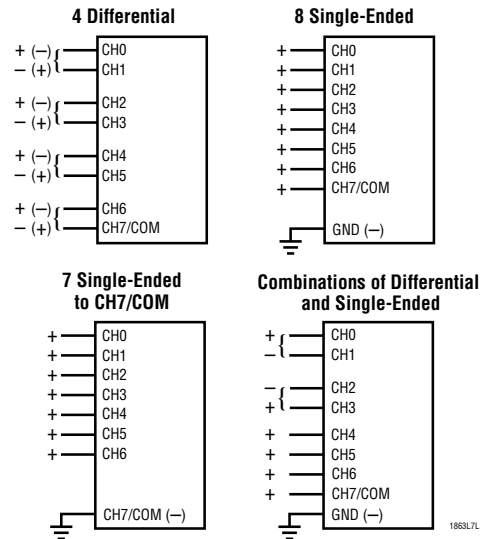 4 Differential
+ (–) { CH0
– (+) CH1
+ (–) { CH2
– (+) CH3
+ (–) { CH4
– (+) CH5
+ (–) { CH6
– (+) CH7/COM
8 Single-Ended
+ CH0
+ CH1
+ CH2
+ CH3
+ CH4
+ CH5
+ CH6
+ CH7/COM
GND (–)
7 Single-Ended
to CH7/COM
+ CH0
+ CH1
+ CH2
+ CH3
+ CH4
+ CH5
+ CH6
CH7/COM (–)
Combinations of Differential
and Single-Ended
+ { CH0
– CH1
– { CH2
+ CH3
+ CH4
+ CH5
+ CH6
+ CH7/COM
GND (–)
1863L7L